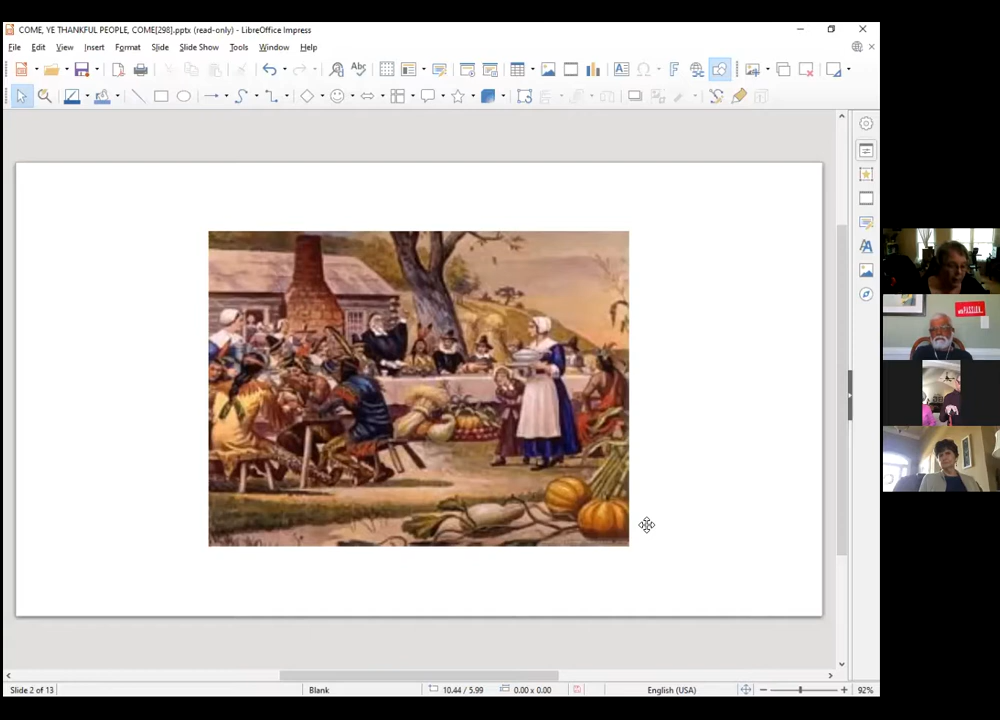 COME, YE THANKFUL PEOPLE, COME[298].pptx (read-only) - LibreOffice Impress
File Edit View Insert Format Slide Slide Show Tools Window Help
Slide 2 of 13
Blank
10.44 / 5.99
0.00 x 0.00
English (USA)
92%